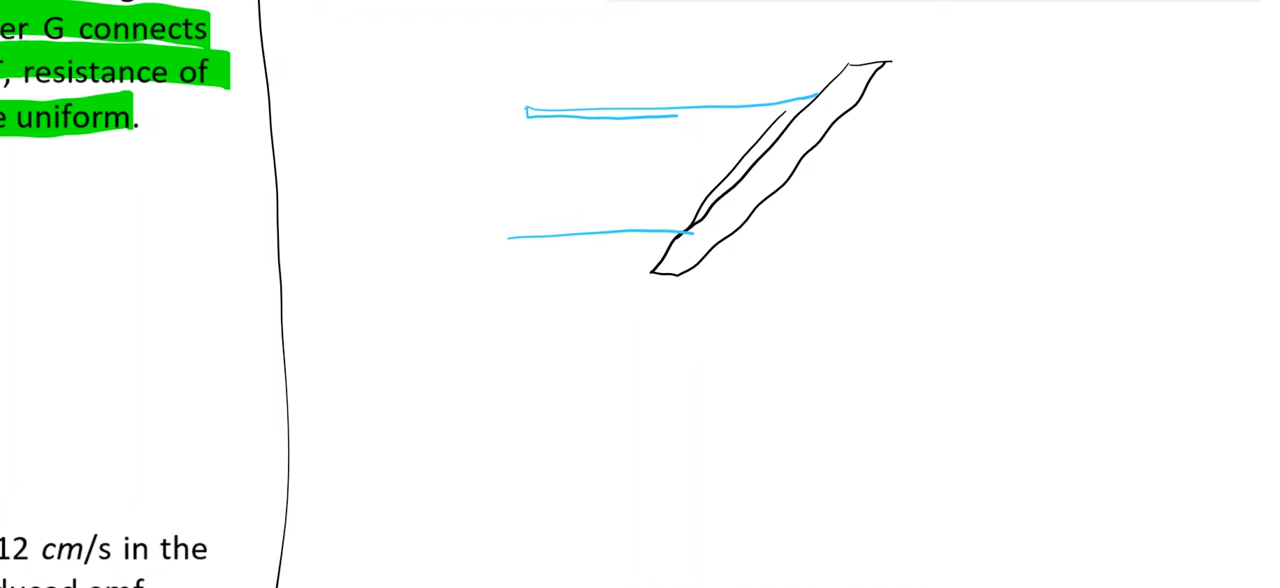 er G connects
, resistance of
e uniform.
12 cm/s in the